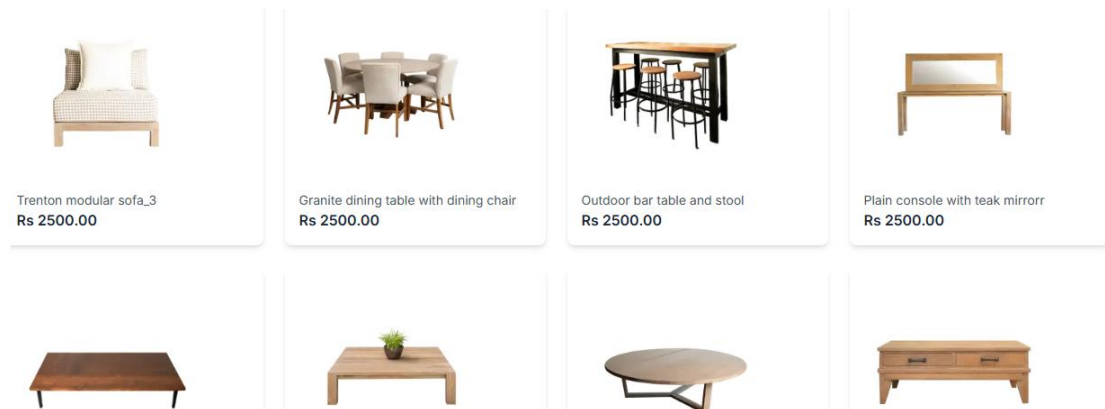 Trenton modular sofa_3
Rs 2500.00
Granite dining table with dining chair
Rs 2500.00
Outdoor bar table and stool
Rs 2500.00
Plain console with teak mirrorr
Rs 2500.00